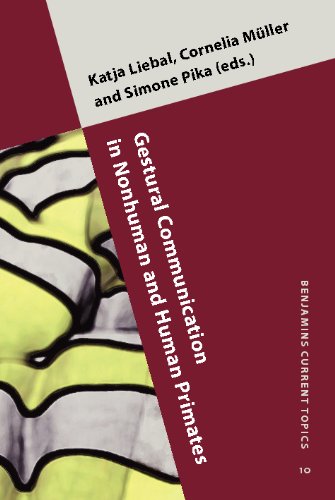 Katja Liebal, Cornelia Müller
and Simone Pika (eds.)
Gestural Communication
in Nonhuman and Human Primates
BENJAMINS CURRENT TOPICS
10